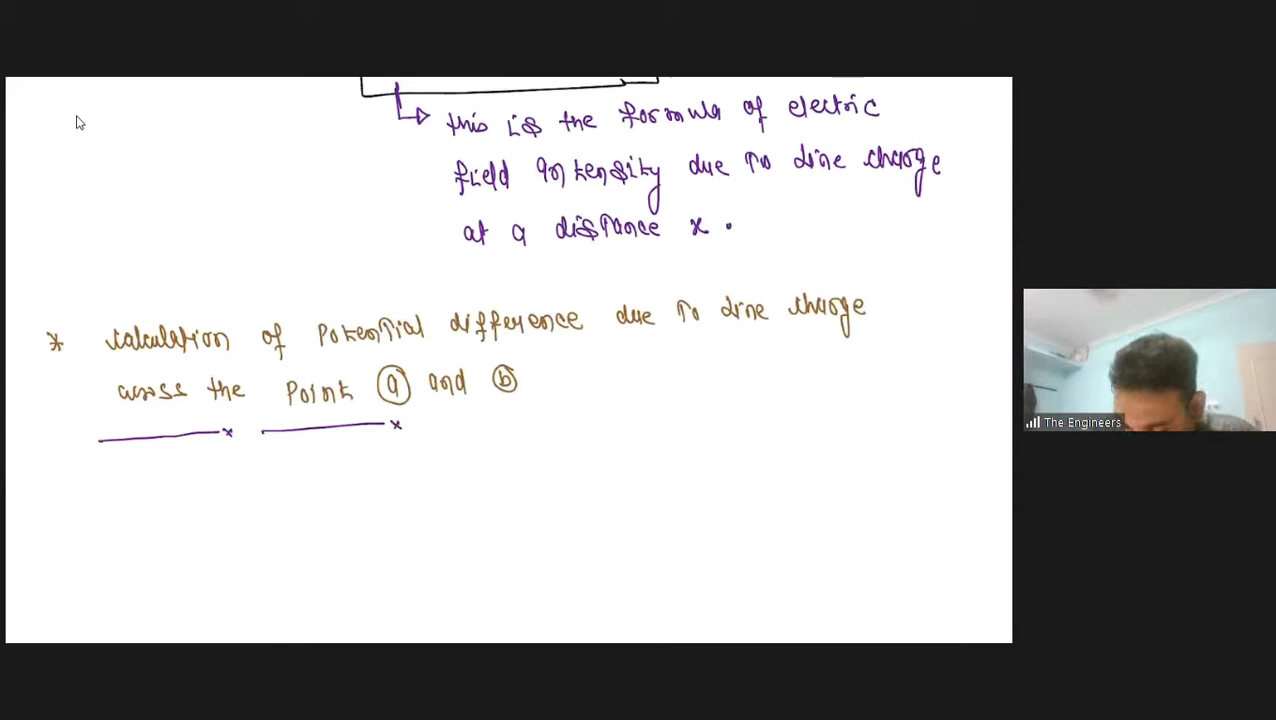 this is the formula of electric
field intensity due to line charge
at a distance x .
* Calculation of Potential difference due to line charge
across the Point a and b
The Engineers